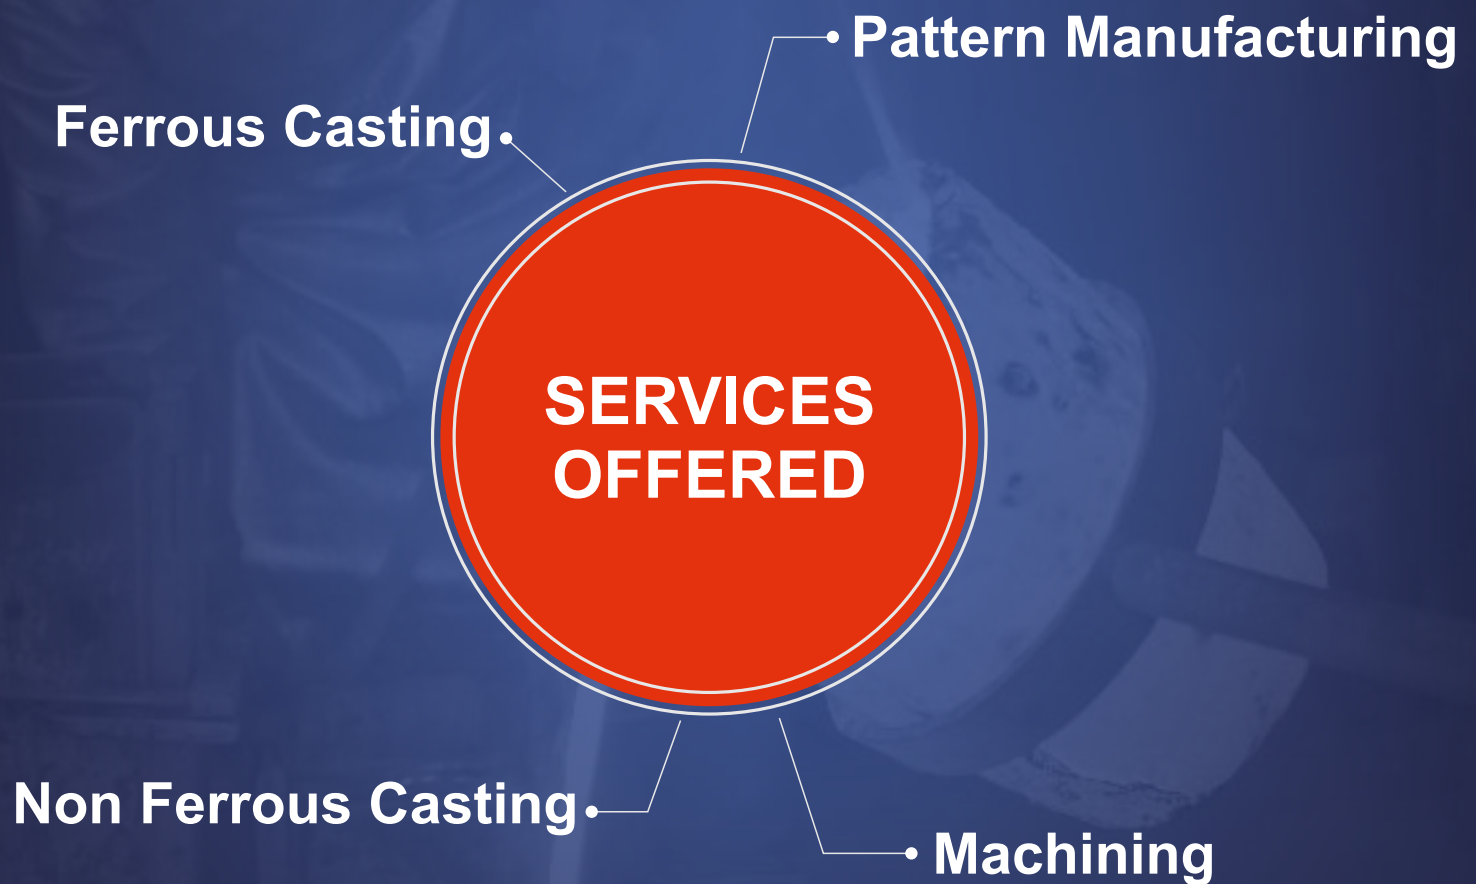 Pattern Manufacturing
Ferrous Casting
SERVICES
OFFERED
Non Ferrous Casting
Machining